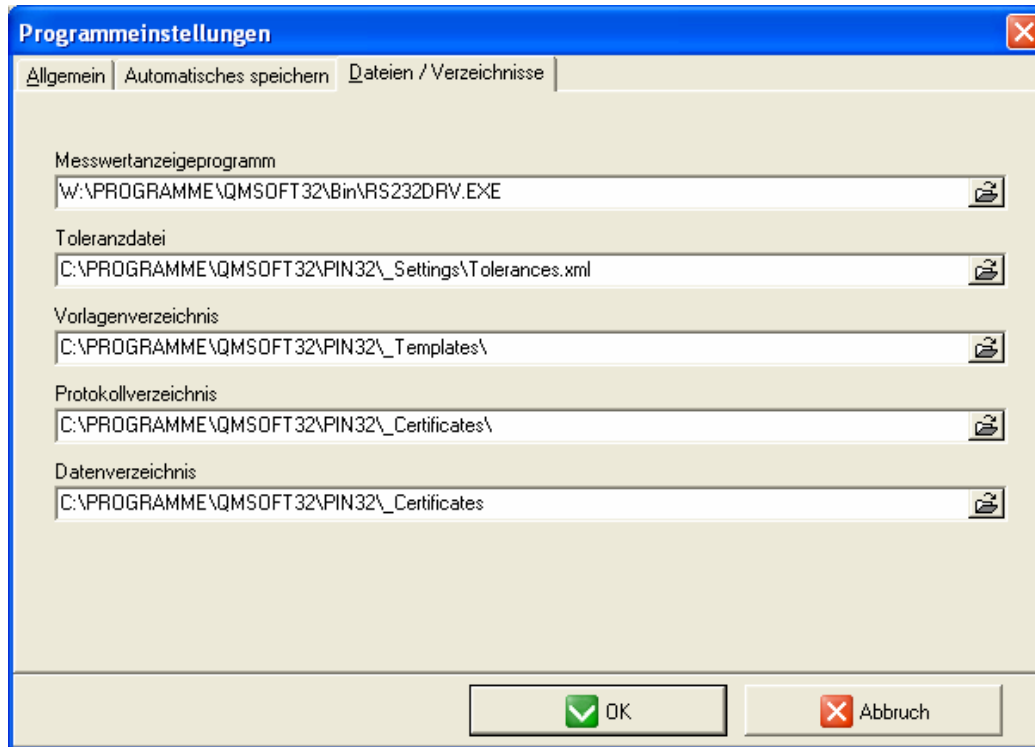 Programmeinstellungen
Allgemein Automatisches speichern Dateien / Verzeichnisse
Messwertanzeigeprogramm
W:\PROGRAMME\QMSOFT32\Bin\RS232DRV.EXE
Toleranzdatei
C:\PROGRAMME\QMSOFT32\PIN32\_Settings\Tolerances.xml
Vorlagenverzeichnis
C:\PROGRAMME\QMSOFT32\PIN32\_Templates\
Protokollverzeichnis
C:\PROGRAMME\QMSOFT32\PIN32\_Certificates\
Datenverzeichnis
C:\PROGRAMME\QMSOFT32\PIN32\_Certificates
OK Abbruch